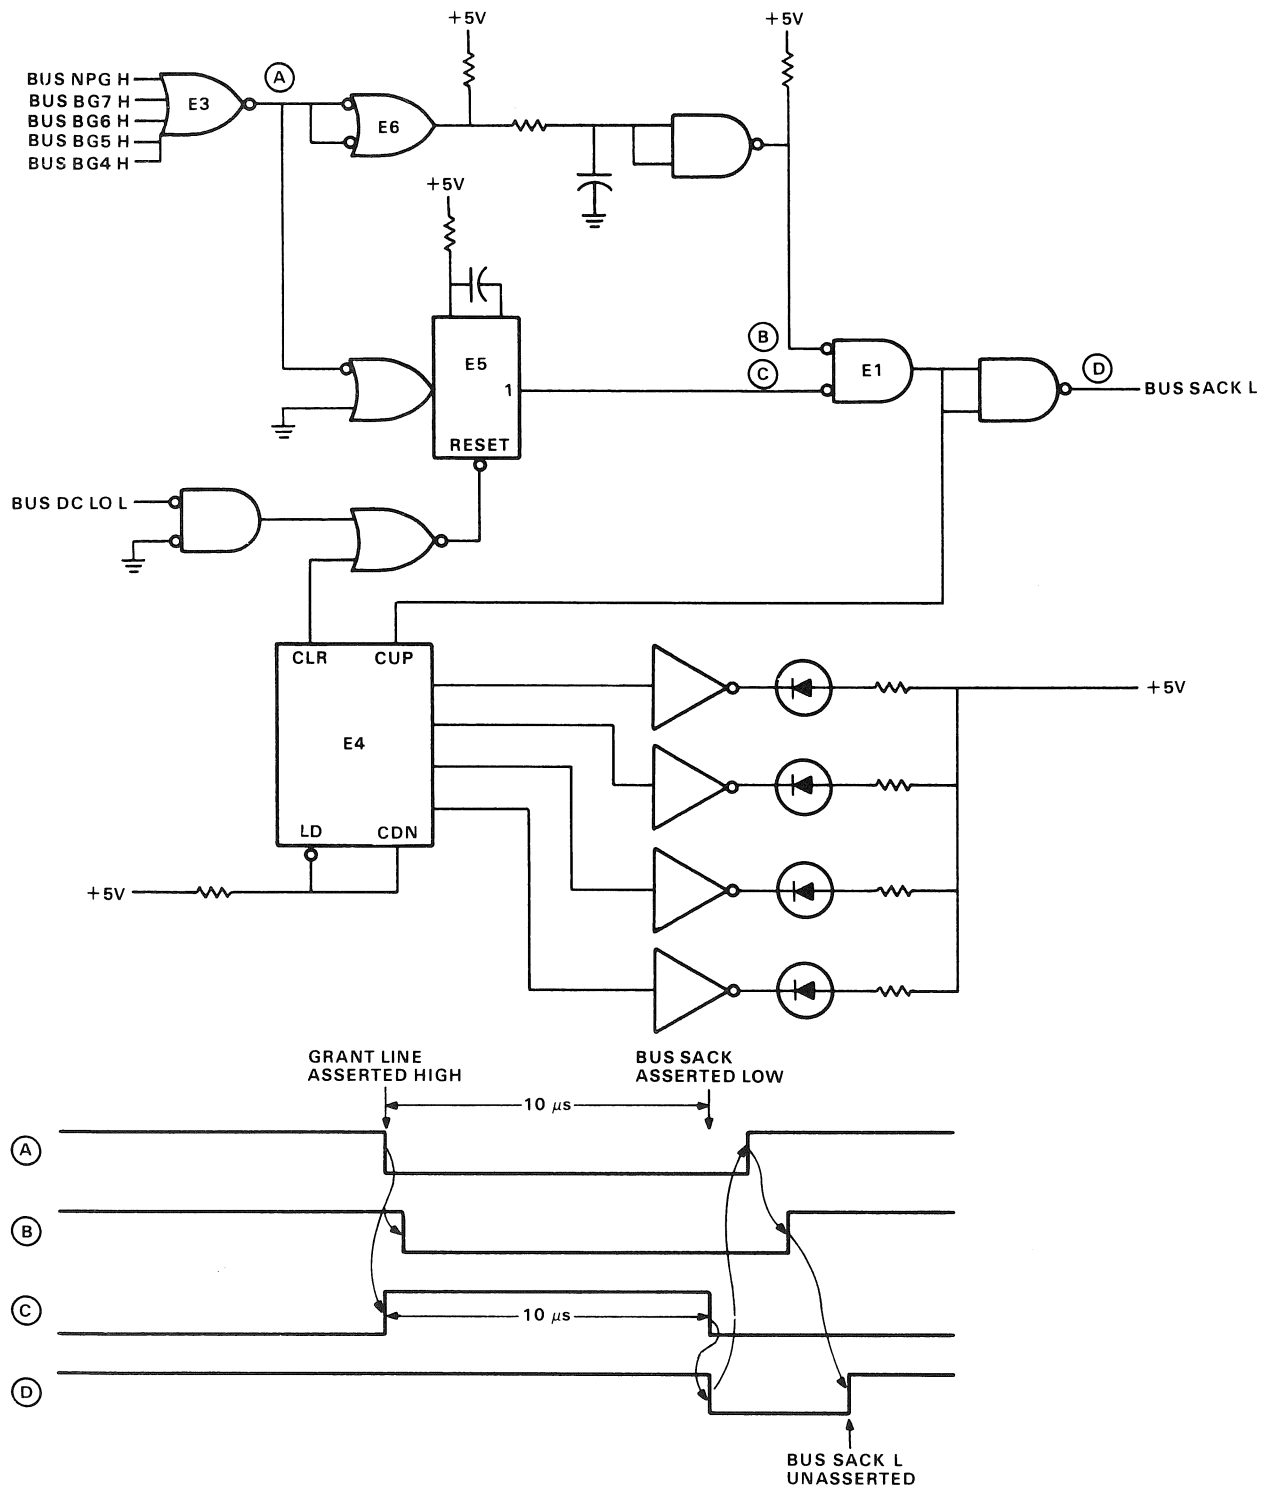 +5V
+5V
BUS NPG H
BUS BG7 H
BUS BG6 H
BUS BG5 H
BUS BG4 H
E3
A
E6
+5V
E5
1
RESET
B
C
E1
D
BUS SACK L
BUS DC LO L
CLR CUP
E4
LD CDN
+5V
+5V
GRANT LINE
ASSERTED HIGH
BUS SACK
ASSERTED LOW
10 μs
A
B
C
10 μs
D
BUS SACK L
UNASSERTED